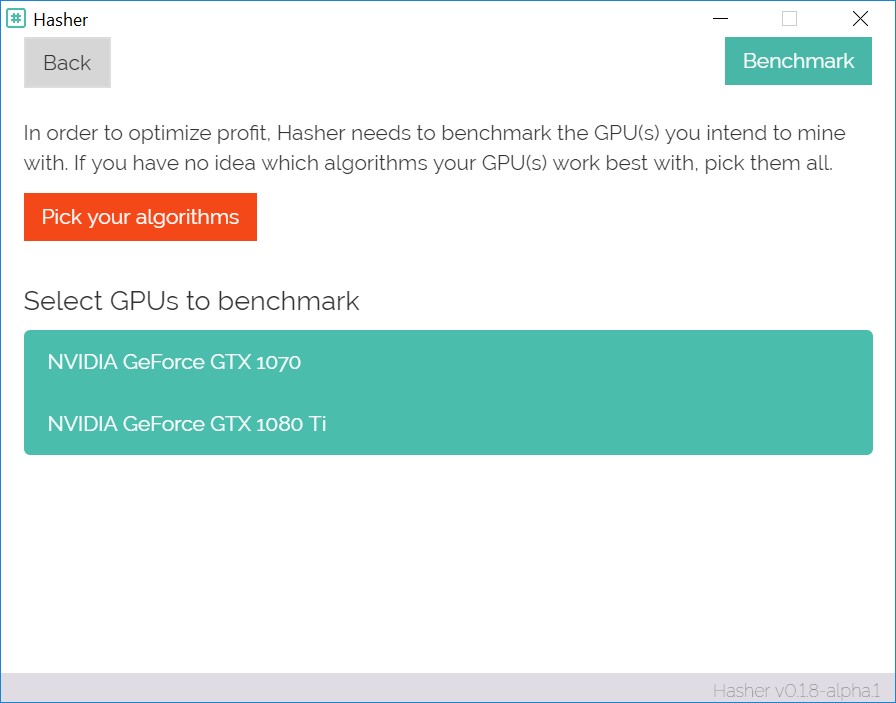 Hasher
Back
Benchmark
In order to optimize profit, Hasher needs to benchmark the GPU(s) you intend to mine
with. If you have no idea which algorithms your GPU(s) work best with, pick them all.
Pick your algorithms
Select GPUs to benchmark
NVIDIA GeForce GTX 1070
NVIDIA GeForce GTX 1080 Ti
Hasher v0.1.8-alpha.1